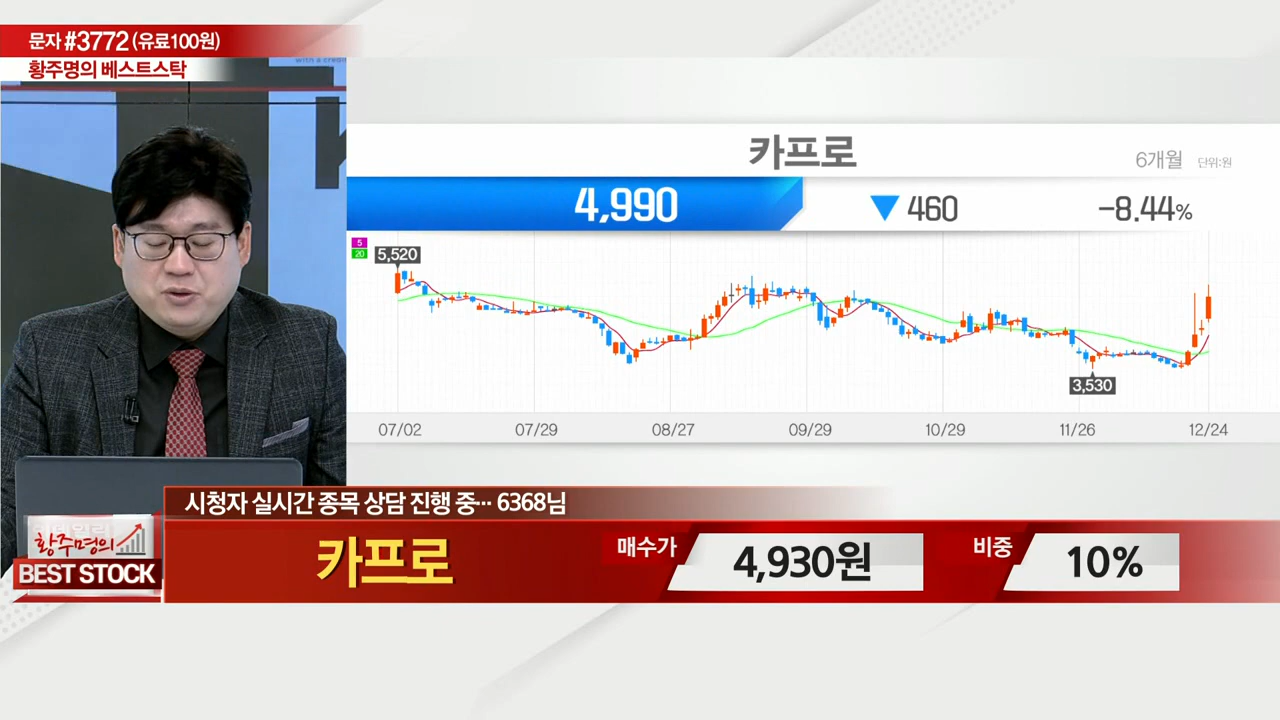 문자 #3772 (유료100원)
황주명의 베스트스탁
카프로
6개월 단위:원
4,990 ▼ 460 -8.44%
5
20
5,520
3,530
07/02 07/29 08/27 09/29 10/29 11/26 12/24
시청자 실시간 종목 상담 진행 중… 6368님
황주명의
BEST STOCK
카프로 매수가 4,930원 비중 10%